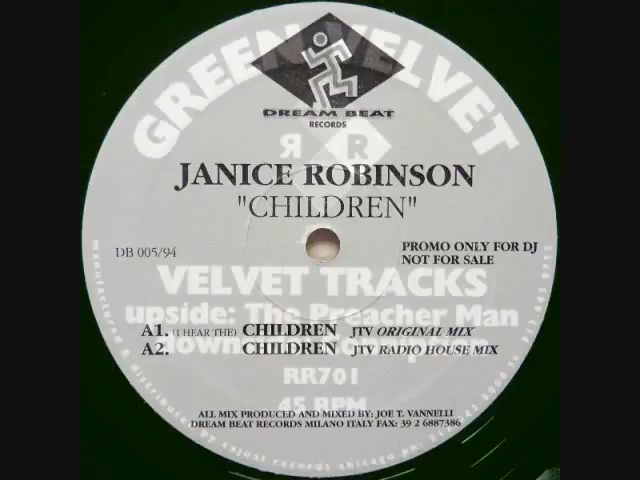 GREEN VELVET
DREAM BEAT
RECORDS
R R
JANICE ROBINSON
"CHILDREN"
DB 005/94
PROMO ONLY FOR DJ
NOT FOR SALE
VELVET TRACKS
upside: The Preacher Man
A1. (I HEAR THE) CHILDREN JTV ORIGINAL MIX
A2. CHILDREN JTV RADIO HOUSE MIX
RR701
45 RPM
ALL MIX PRODUCED AND MIXED BY: JOE T. VANNELLI
DREAM BEAT RECORDS MILANO ITALY FAX: 39 2 6887386
manufactured & distributed by